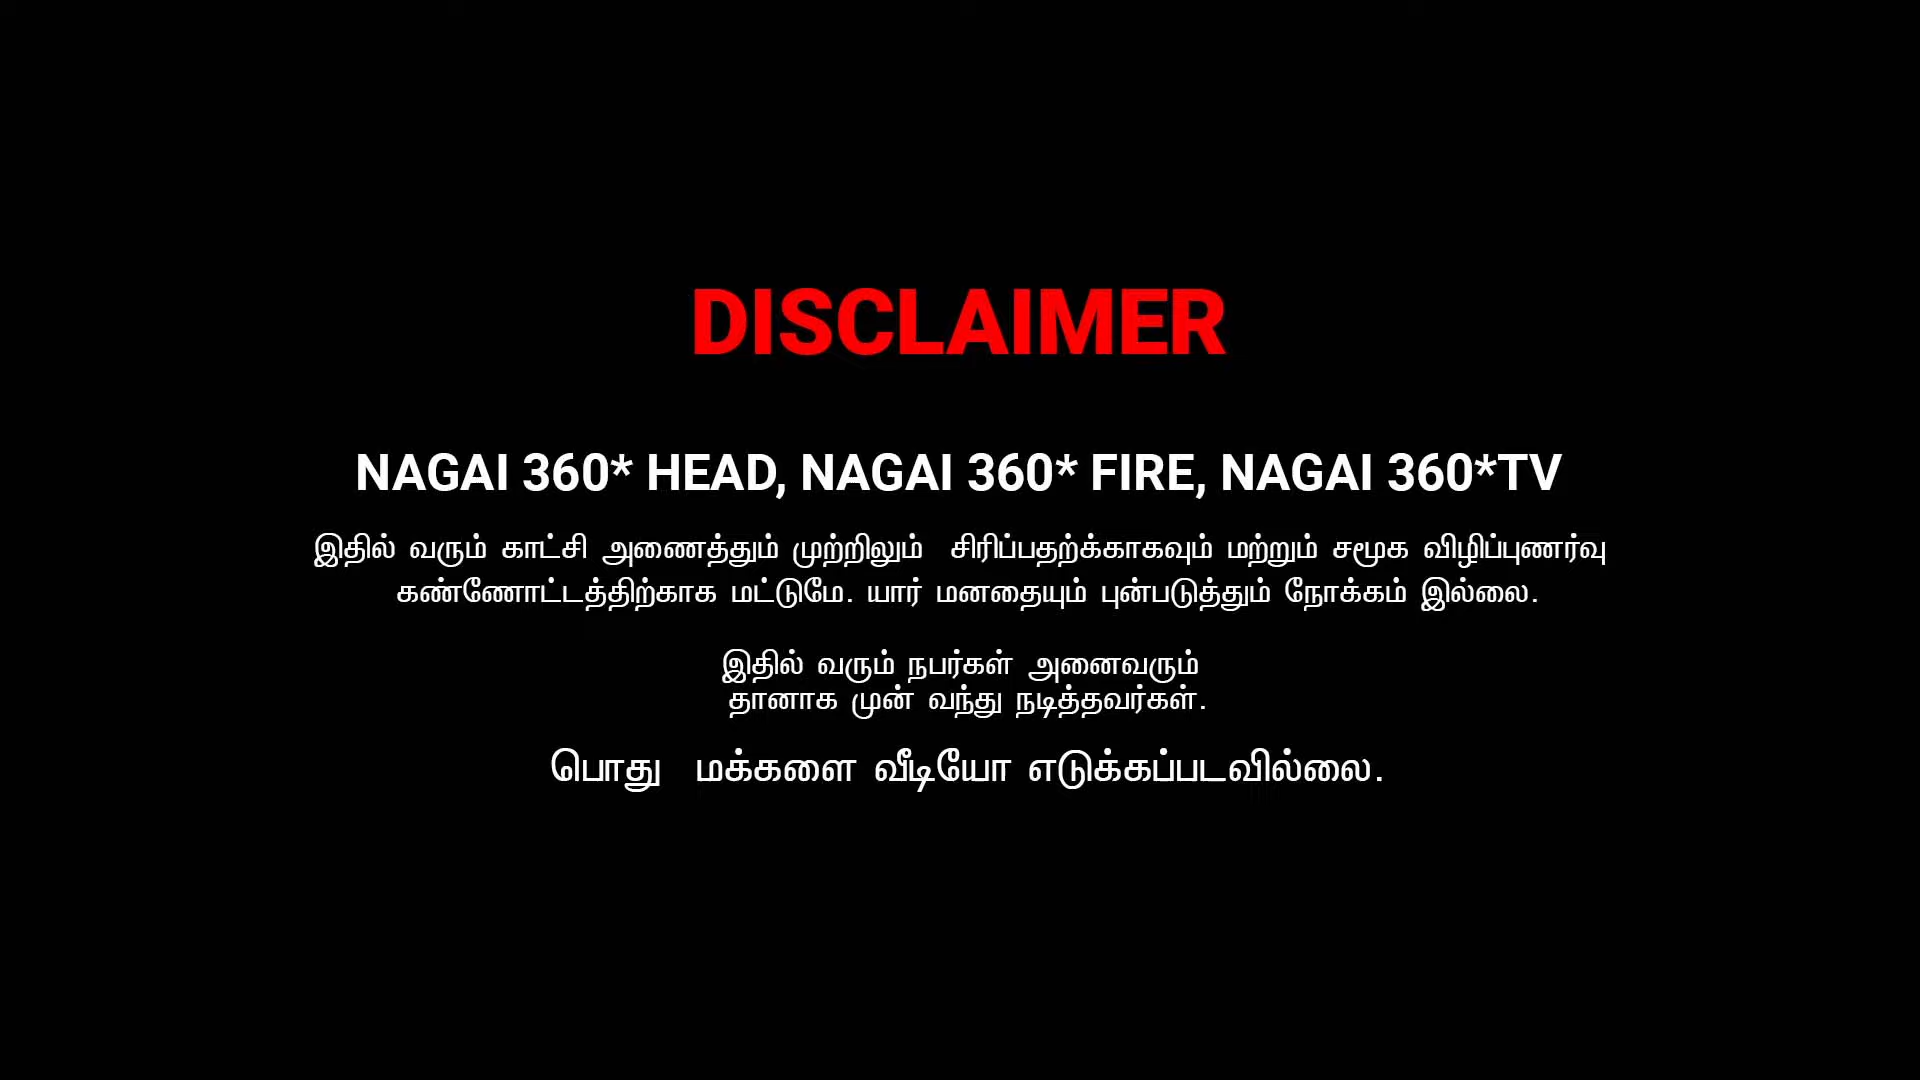 DISCLAIMER
NAGAI 360* HEAD, NAGAI 360* FIRE, NAGAI 360*TV
இதில் வரும் காட்சி அணைத்தும் முற்றிலும் சிரிப்பதற்க்காகவும் மற்றும் சமூக விழிப்புணர்வு
கண்ணோட்டத்திற்காக மட்டுமே. யார் மனதையும் புன்படுத்தும் நோக்கம் இல்லை.
இதில் வரும் நபர்கள் அனைவரும்
தானாக முன் வந்து நடித்தவர்கள்.
பொது மக்களை வீடியோ எடுக்கப்படவில்லை.